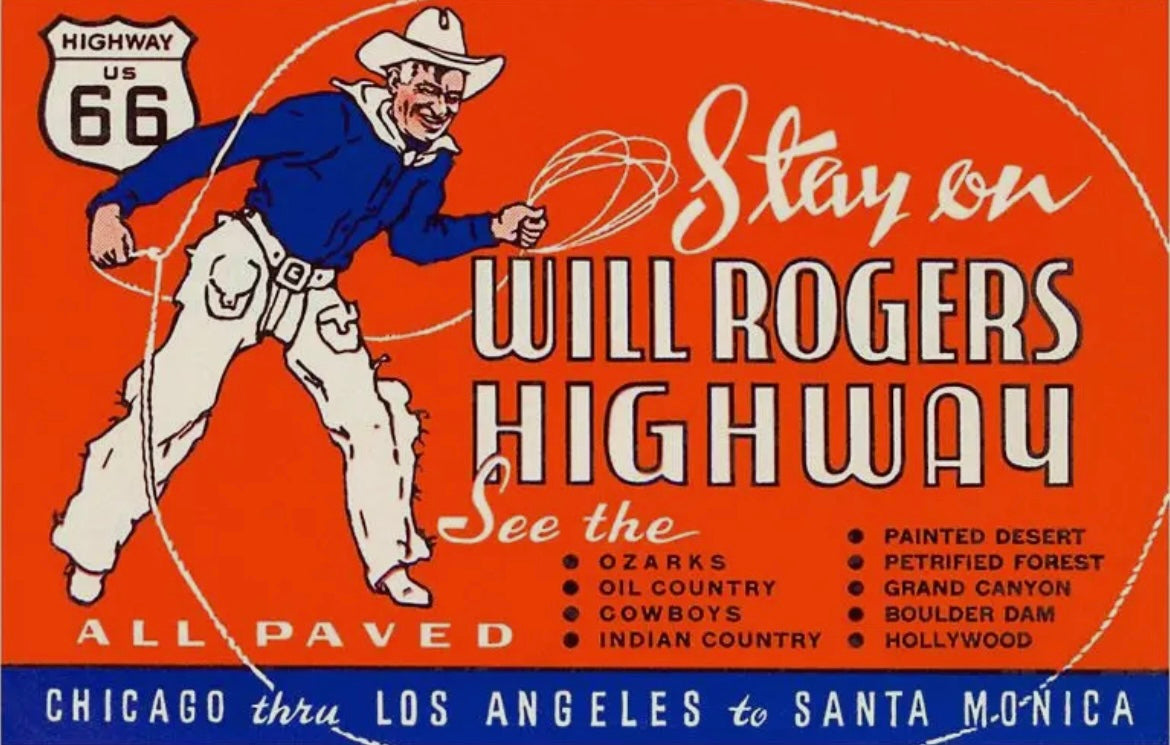 HIGHWAY
US
66
Stay on
WILL ROGERS
HIGHWAY
See the
• OZARKS
• OIL COUNTRY
• COWBOYS
• INDIAN COUNTRY
• PAINTED DESERT
• PETRIFIED FOREST
• GRAND CANYON
• BOULDER DAM
• HOLLYWOOD
ALL PAVED
CHICAGO thru LOS ANGELES to SANTA MONICA